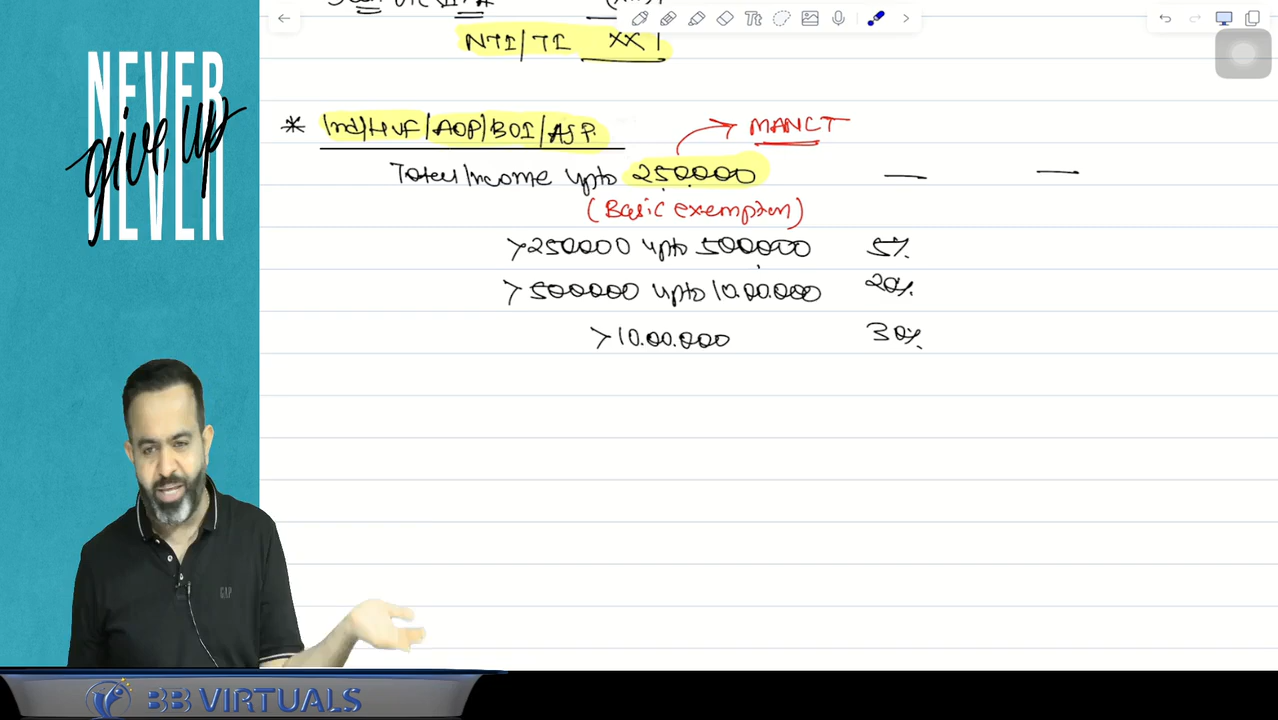 NTI/TI XX
NEVER
give up
NEVER
* Ind/HUF/AOP/BOI/AJP.
MANCT
Total Income upto 250000 — —
(Basic exemption)
>250000 upto 500000 5%
>500000 upto 10.00.000 20%
>10.00.000 30%
GAP
BB VIRTUALS